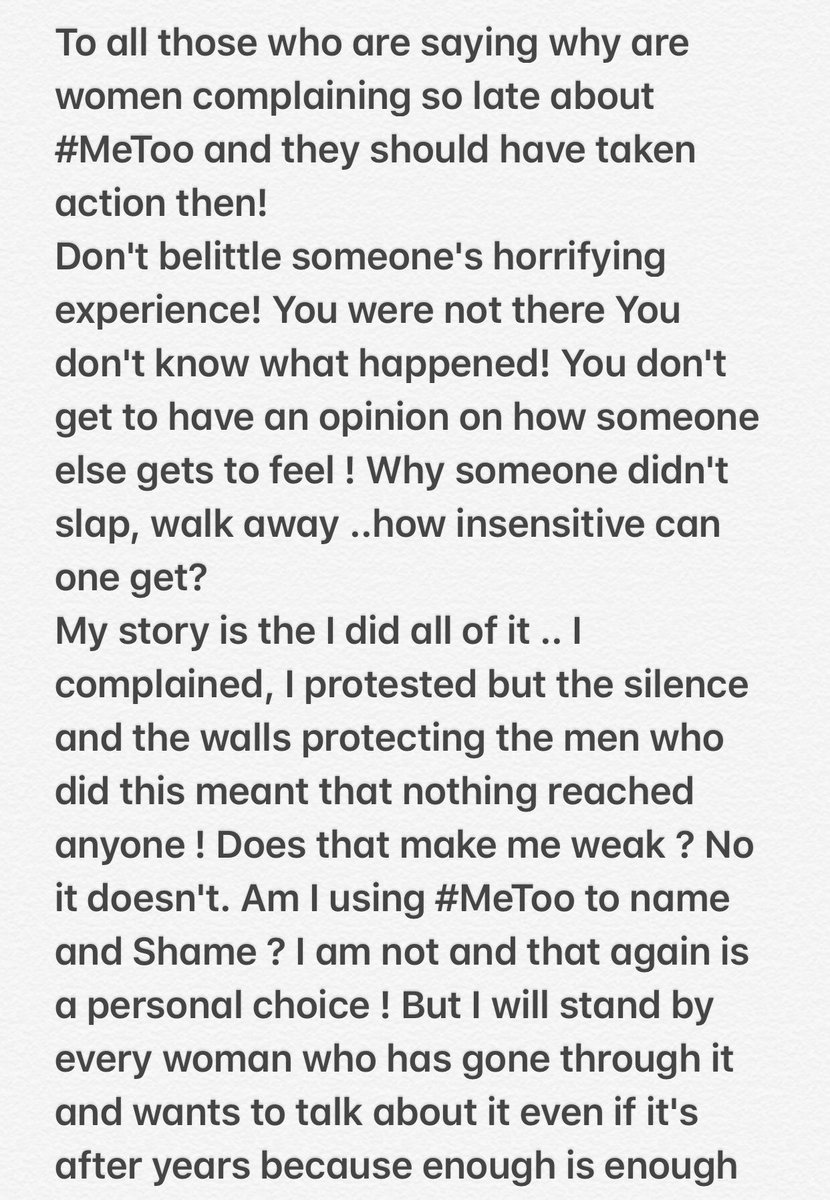 To all those who are saying why are
women complaining so late about
#MeToo and they should have taken
action then!
Don't belittle someone's horrifying
experience! You were not there You
don't know what happened! You don't
get to have an opinion on how someone
else gets to feel ! Why someone didn't
slap, walk away ..how insensitive can
one get?
My story is the I did all of it .. I
complained, I protested but the silence
and the walls protecting the men who
did this meant that nothing reached
anyone ! Does that make me weak ? No
it doesn't. Am I using #MeToo to name
and Shame ? I am not and that again is
a personal choice ! But I will stand by
every woman who has gone through it
and wants to talk about it even if it's
after years because enough is enough